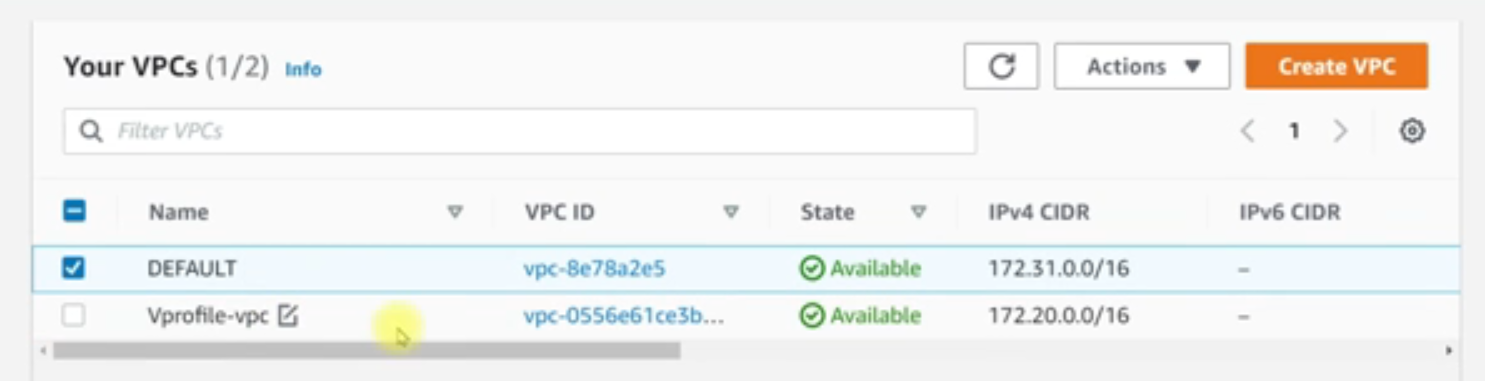 Your VPCs (1/2) Info
Actions
Create VPC
Filter VPCs
1
Name VPC ID State IPv4 CIDR IPv6 CIDR
DEFAULT vpc-8e78a2e5 Available 172.31.0.0/16 –
Vprofile-vpc vpc-0556e61ce3b... Available 172.20.0.0/16 –